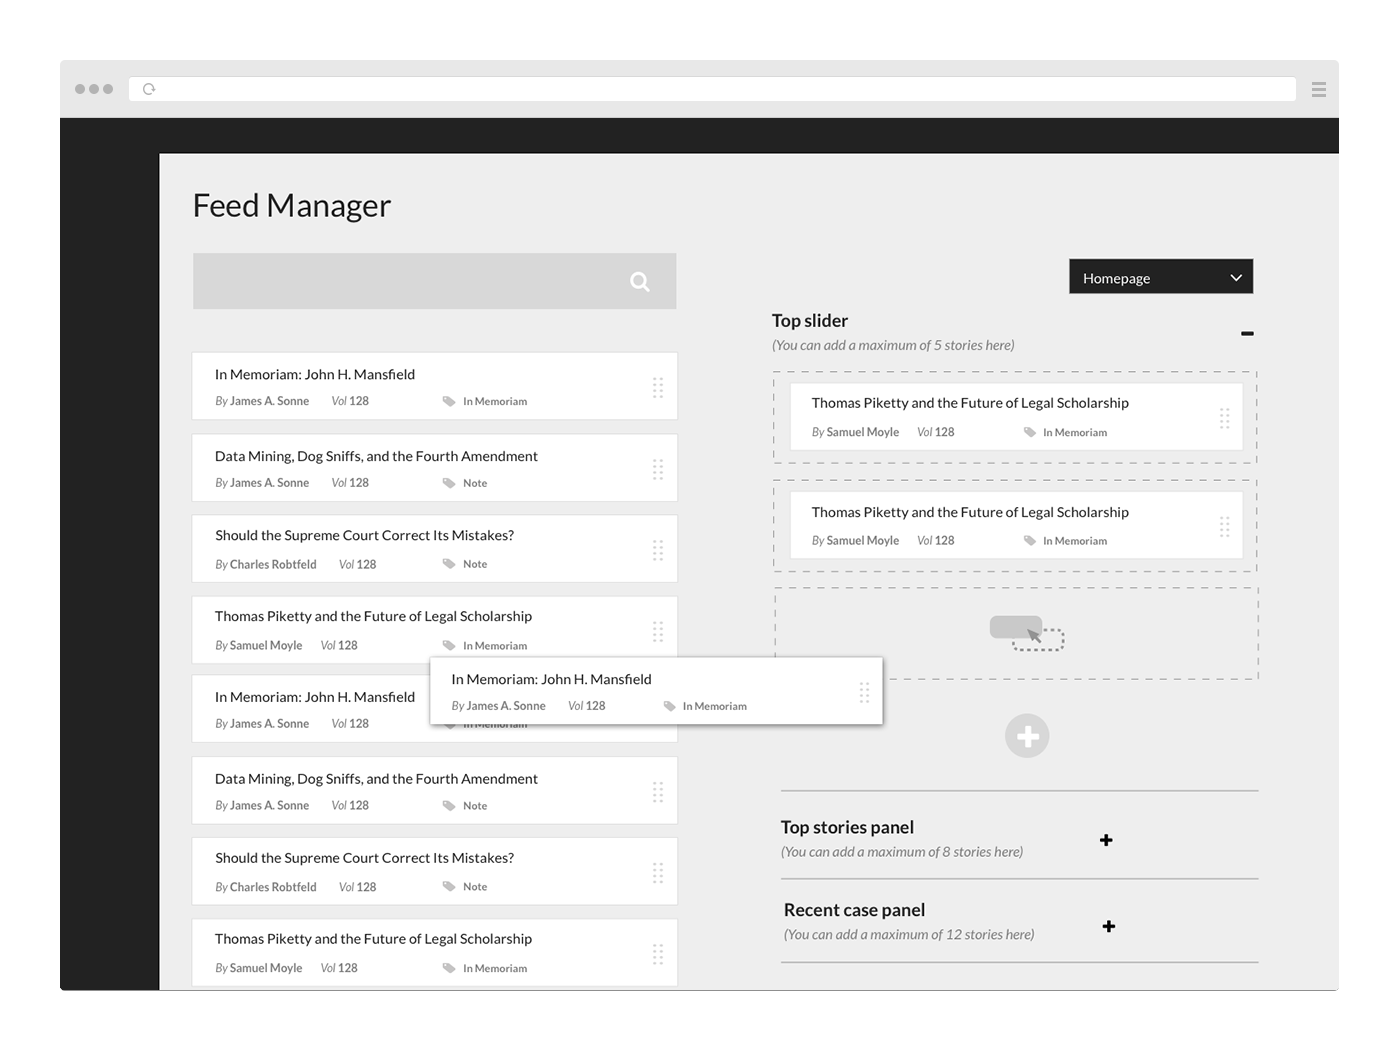 Feed Manager
Homepage
In Memoriam: John H. Mansfield
By James A. Sonne Vol 128 In Memoriam
Data Mining, Dog Sniffs, and the Fourth Amendment
By James A. Sonne Vol 128 Note
Should the Supreme Court Correct Its Mistakes?
By Charles Robtfeld Vol 128 Note
Thomas Piketty and the Future of Legal Scholarship
By Samuel Moyle Vol 128 In Memoriam
In Memoriam: John H. Mansfield
By James A. Sonne Vol 128 In Memoriam
Data Mining, Dog Sniffs, and the Fourth Amendment
By James A. Sonne Vol 128 Note
Should the Supreme Court Correct Its Mistakes?
By Charles Robtfeld Vol 128 Note
Thomas Piketty and the Future of Legal Scholarship
By Samuel Moyle Vol 128 In Memoriam
In Memoriam: John H. Mansfield
By James A. Sonne Vol 128 In Memoriam
Top slider
(You can add a maximum of 5 stories here)
Thomas Piketty and the Future of Legal Scholarship
By Samuel Moyle Vol 128 In Memoriam
Thomas Piketty and the Future of Legal Scholarship
By Samuel Moyle Vol 128 In Memoriam
Top stories panel
(You can add a maximum of 8 stories here)
Recent case panel
(You can add a maximum of 12 stories here)